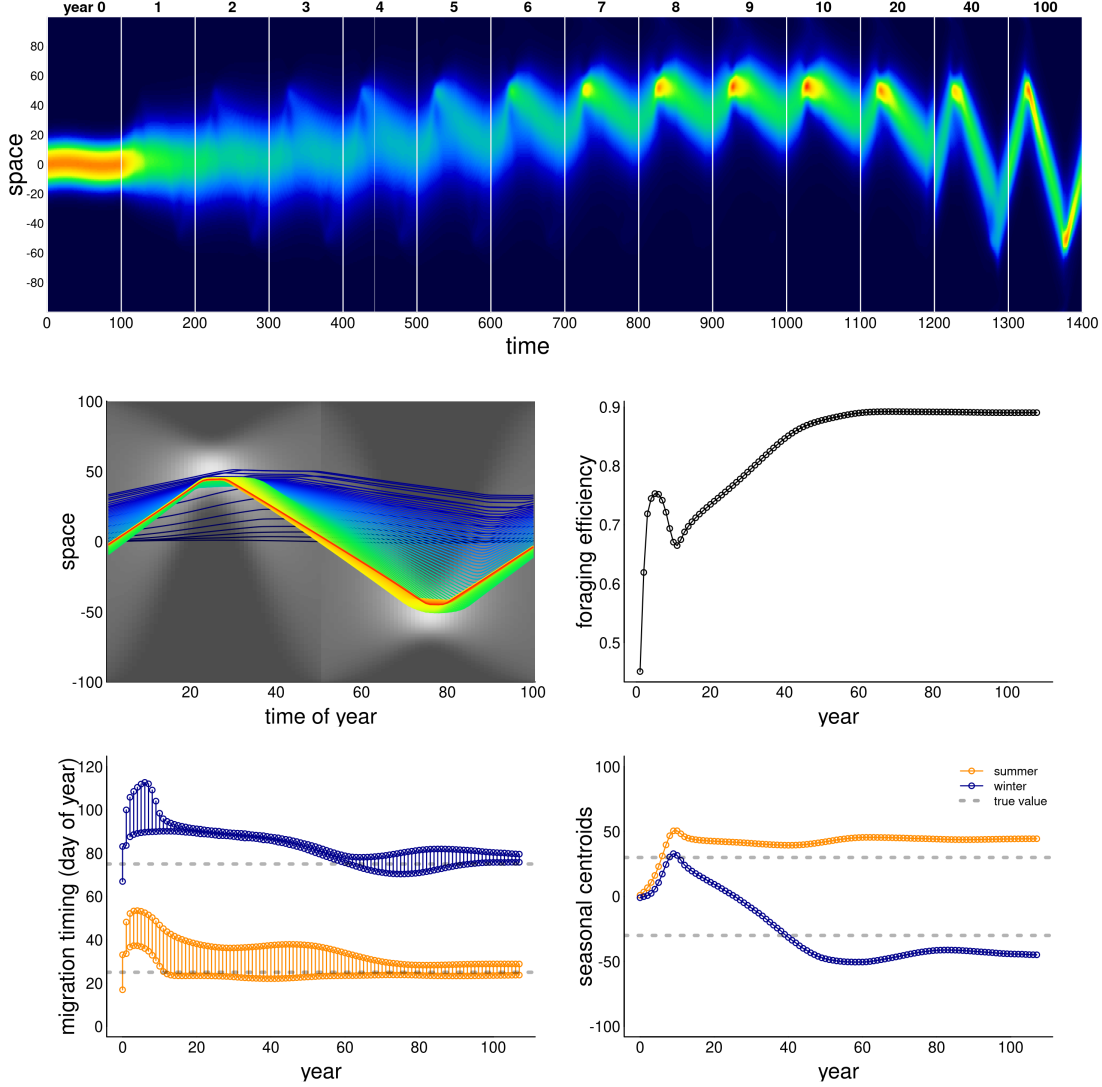 year 0 1 2 3 4 5 6 7 8 9 10 20 40 100
80
60
40
20
0
-20
-40
-60
-80
space
0 100 200 300 400 500 600 700 800 900 1000 1100 1200 1300 1400
time
100
50
0
-50
-100
space
20 40 60 80 100
time of year
0.9
0.8
0.7
0.6
0.5
foraging efficiency
0 20 40 60 80 100
year
120
100
80
60
40
20
0
migration timing (day of year)
0 20 40 60 80 100
year
100
50
0
-50
-100
seasonal centroids
summer
winter
true value
0 20 40 60 80 100
year